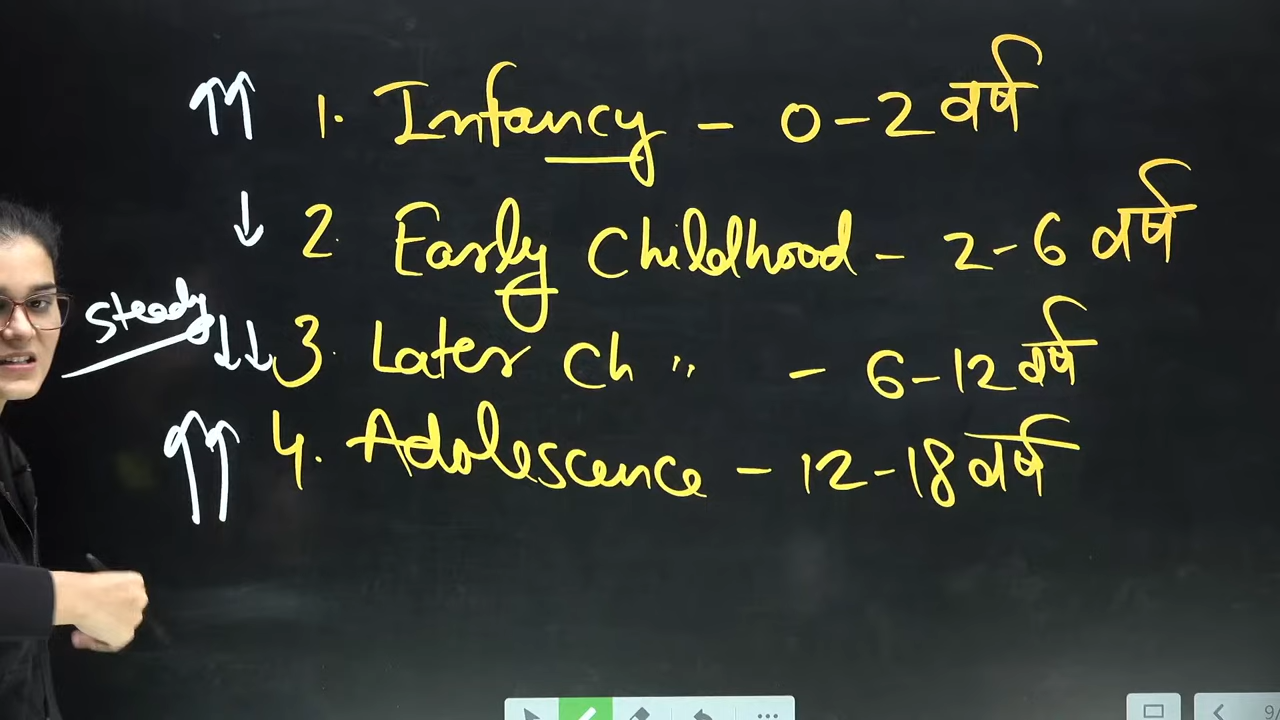 ↑↑ 1. Infancy - 0-2 वर्ष
↓ 2. Early Childhood - 2-6 वर्ष
Steady ↓↓ 3. Later Ch " - 6-12 वर्ष
↑↑ 4. Adolescence - 12-18 वर्ष
9/